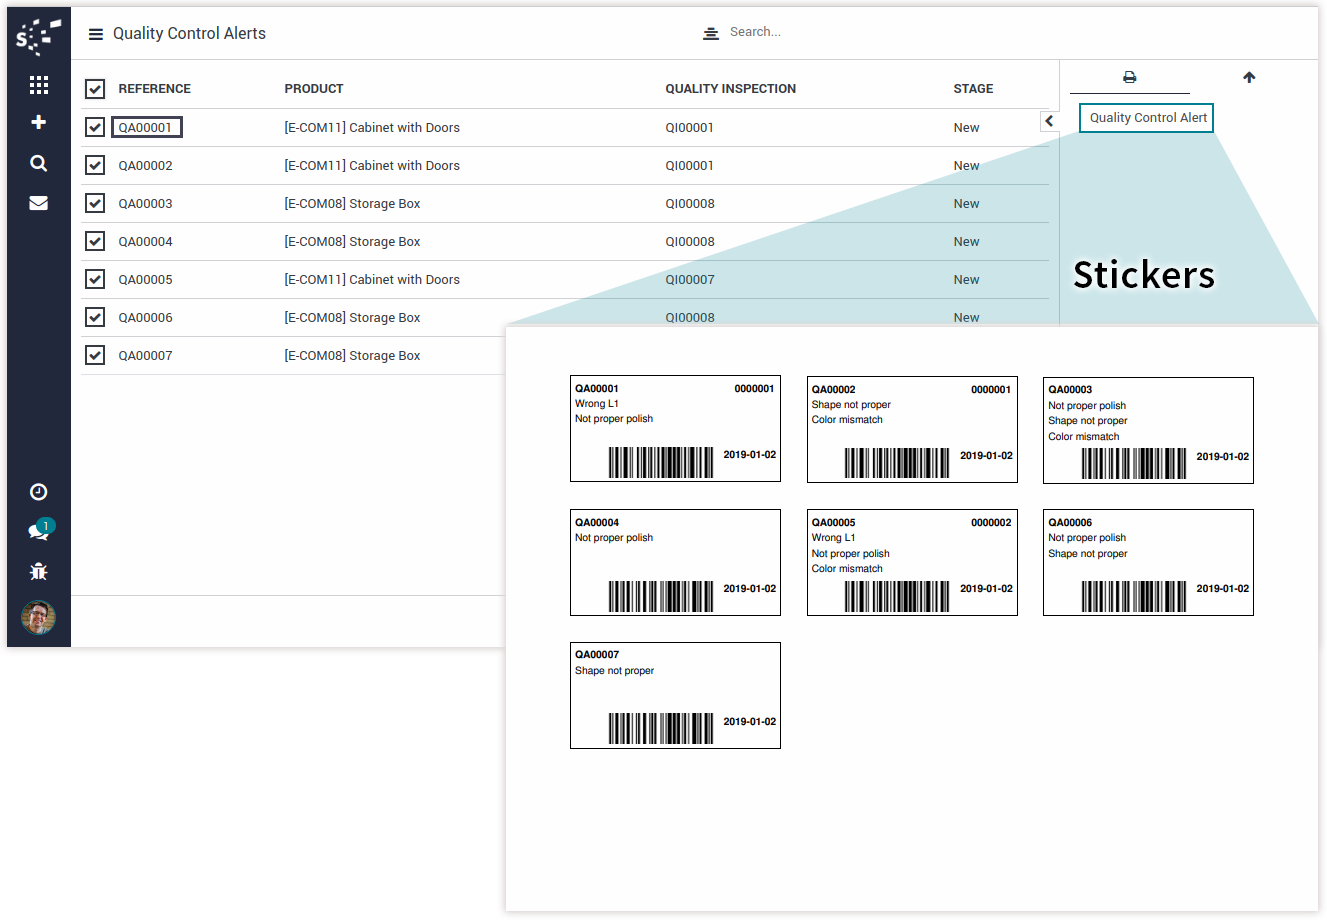 S
Quality Control Alerts
Search...
REFERENCE PRODUCT QUALITY INSPECTION STAGE
QA00001 [E-COM11] Cabinet with Doors QI00001 New
Quality Control Alert
QA00002 [E-COM11] Cabinet with Doors QI00001 New
QA00003 [E-COM08] Storage Box QI00008 New
QA00004 [E-COM08] Storage Box QI00008 New
QA00005 [E-COM11] Cabinet with Doors QI00007 New
QA00006 [E-COM08] Storage Box QI00008 New
QA00007 [E-COM08] Storage Box
1
Stickers
QA00001 0000001
Wrong L1
Not proper polish
2019-01-02
QA00002 0000001
Shape not proper
Color mismatch
2019-01-02
QA00003
Not proper polish
Shape not proper
Color mismatch
2019-01-02
QA00004
Not proper polish
2019-01-02
QA00005 0000002
Wrong L1
Not proper polish
Color mismatch
2019-01-02
QA00006
Not proper polish
Shape not proper
2019-01-02
QA00007
Shape not proper
2019-01-02